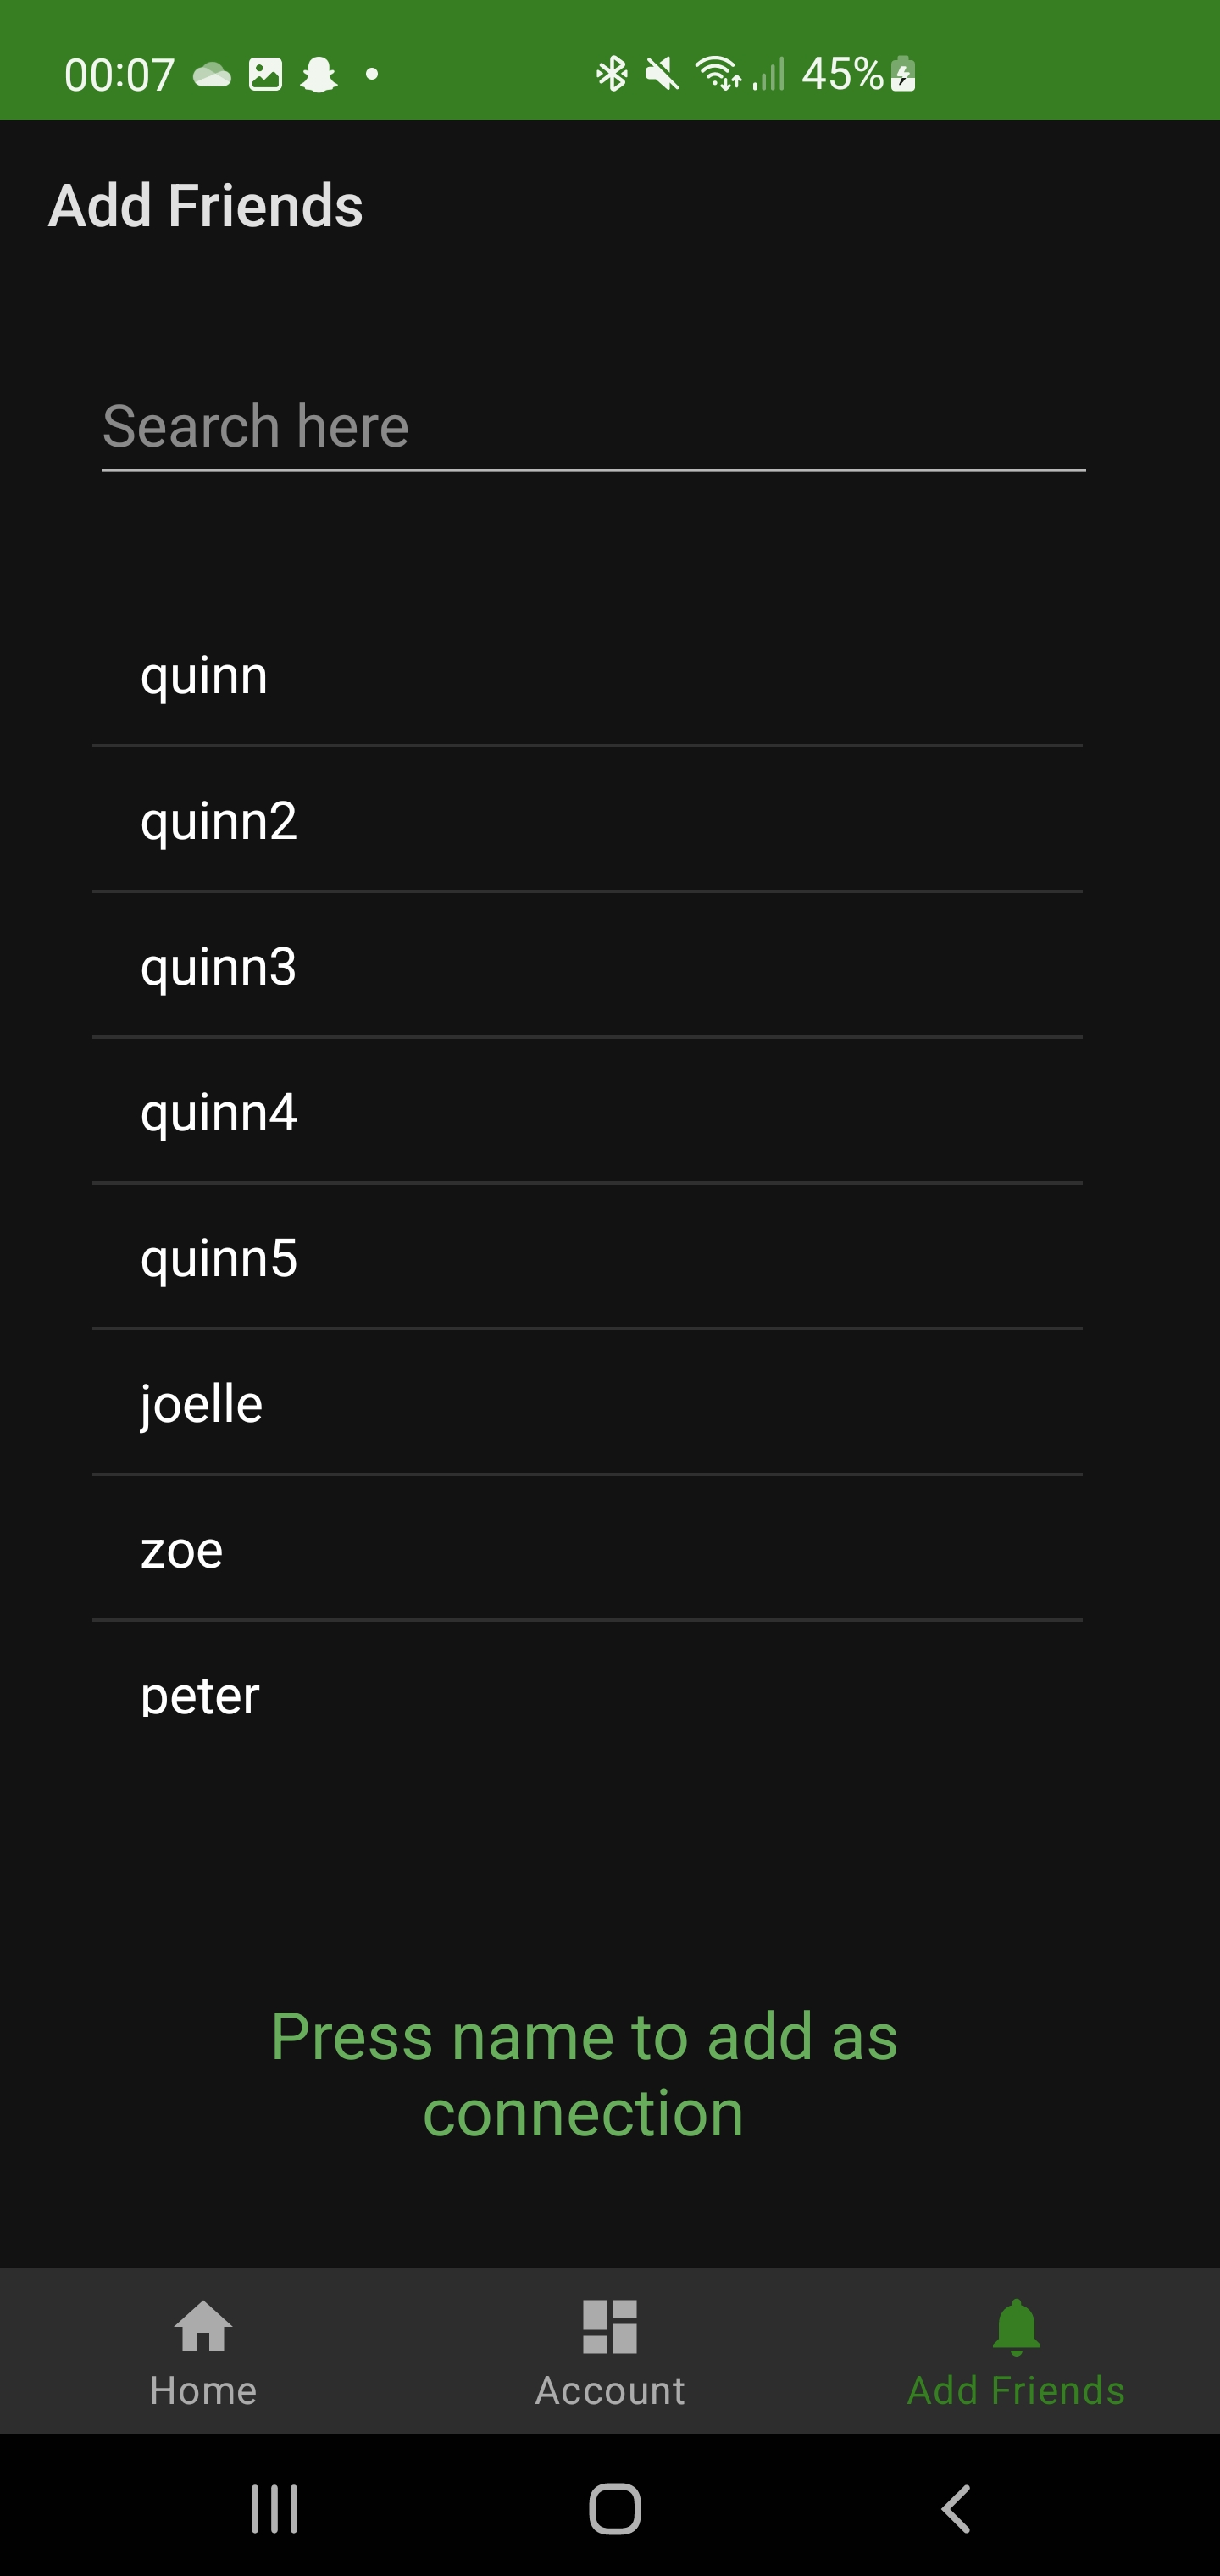 00:07 45%
Add Friends
Search here
quinn
quinn2
quinn3
quinn4
quinn5
joelle
zoe
peter
Press name to add as
connection
Home Account Add Friends